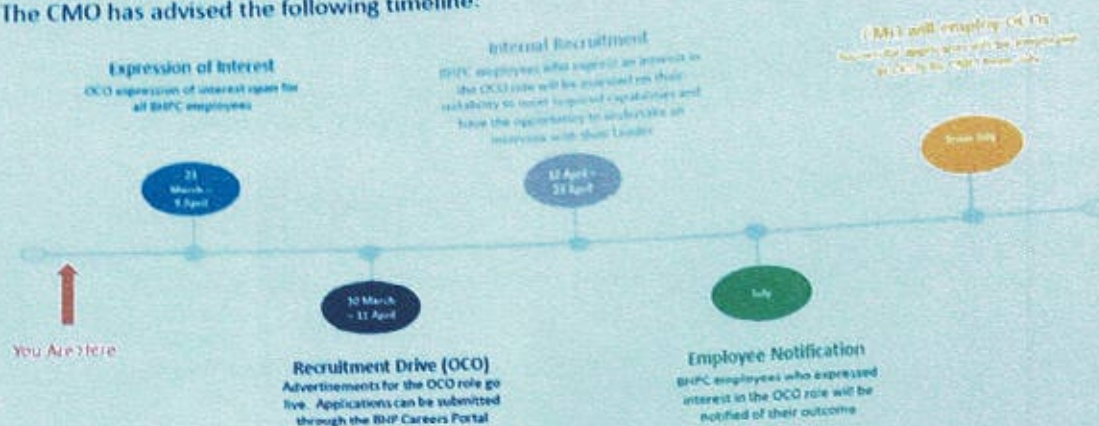 The CMO has advised the following timeline:
Expression of Interest
OCO expression of interest open for
all BHPC employees
23
March –
9 April
Internal Recruitment
BHPC employees who express an interest in
the OCO role will be assessed on their
suitability to meet required capabilities and
have the opportunity to undertake an
interview with their Leader
12 April –
23 April
CMO will employ OCOs
From July
You Are Here
30 March
– 11 April
Recruitment Drive (OCO)
Advertisements for the OCO role go
live. Applications can be submitted
through the BHP Careers Portal
July
Employee Notification
BHPC employees who expressed
interest in the OCO role will be
notified of their outcome